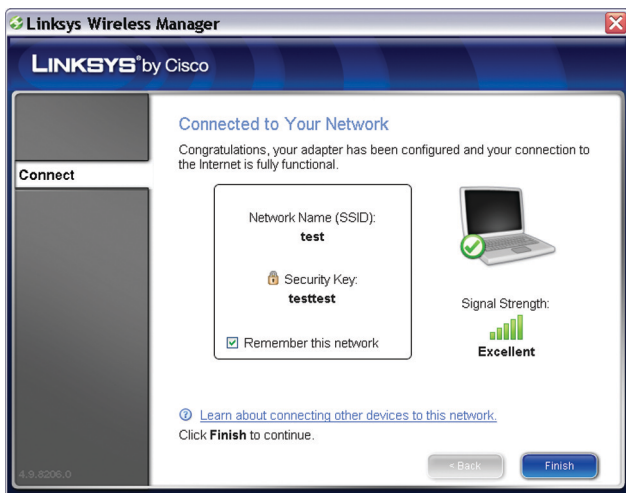 Linksys Wireless Manager
LINKSYS® by Cisco
Connect
Connected to Your Network
Congratulations, your adapter has been configured and your connection to
the Internet is fully functional.
Network Name (SSID):
test
Security Key:
testtest
Remember this network
Signal Strength:
Excellent
Learn about connecting other devices to this network.
Click Finish to continue.
4.9.8206.0
< Back
Finish